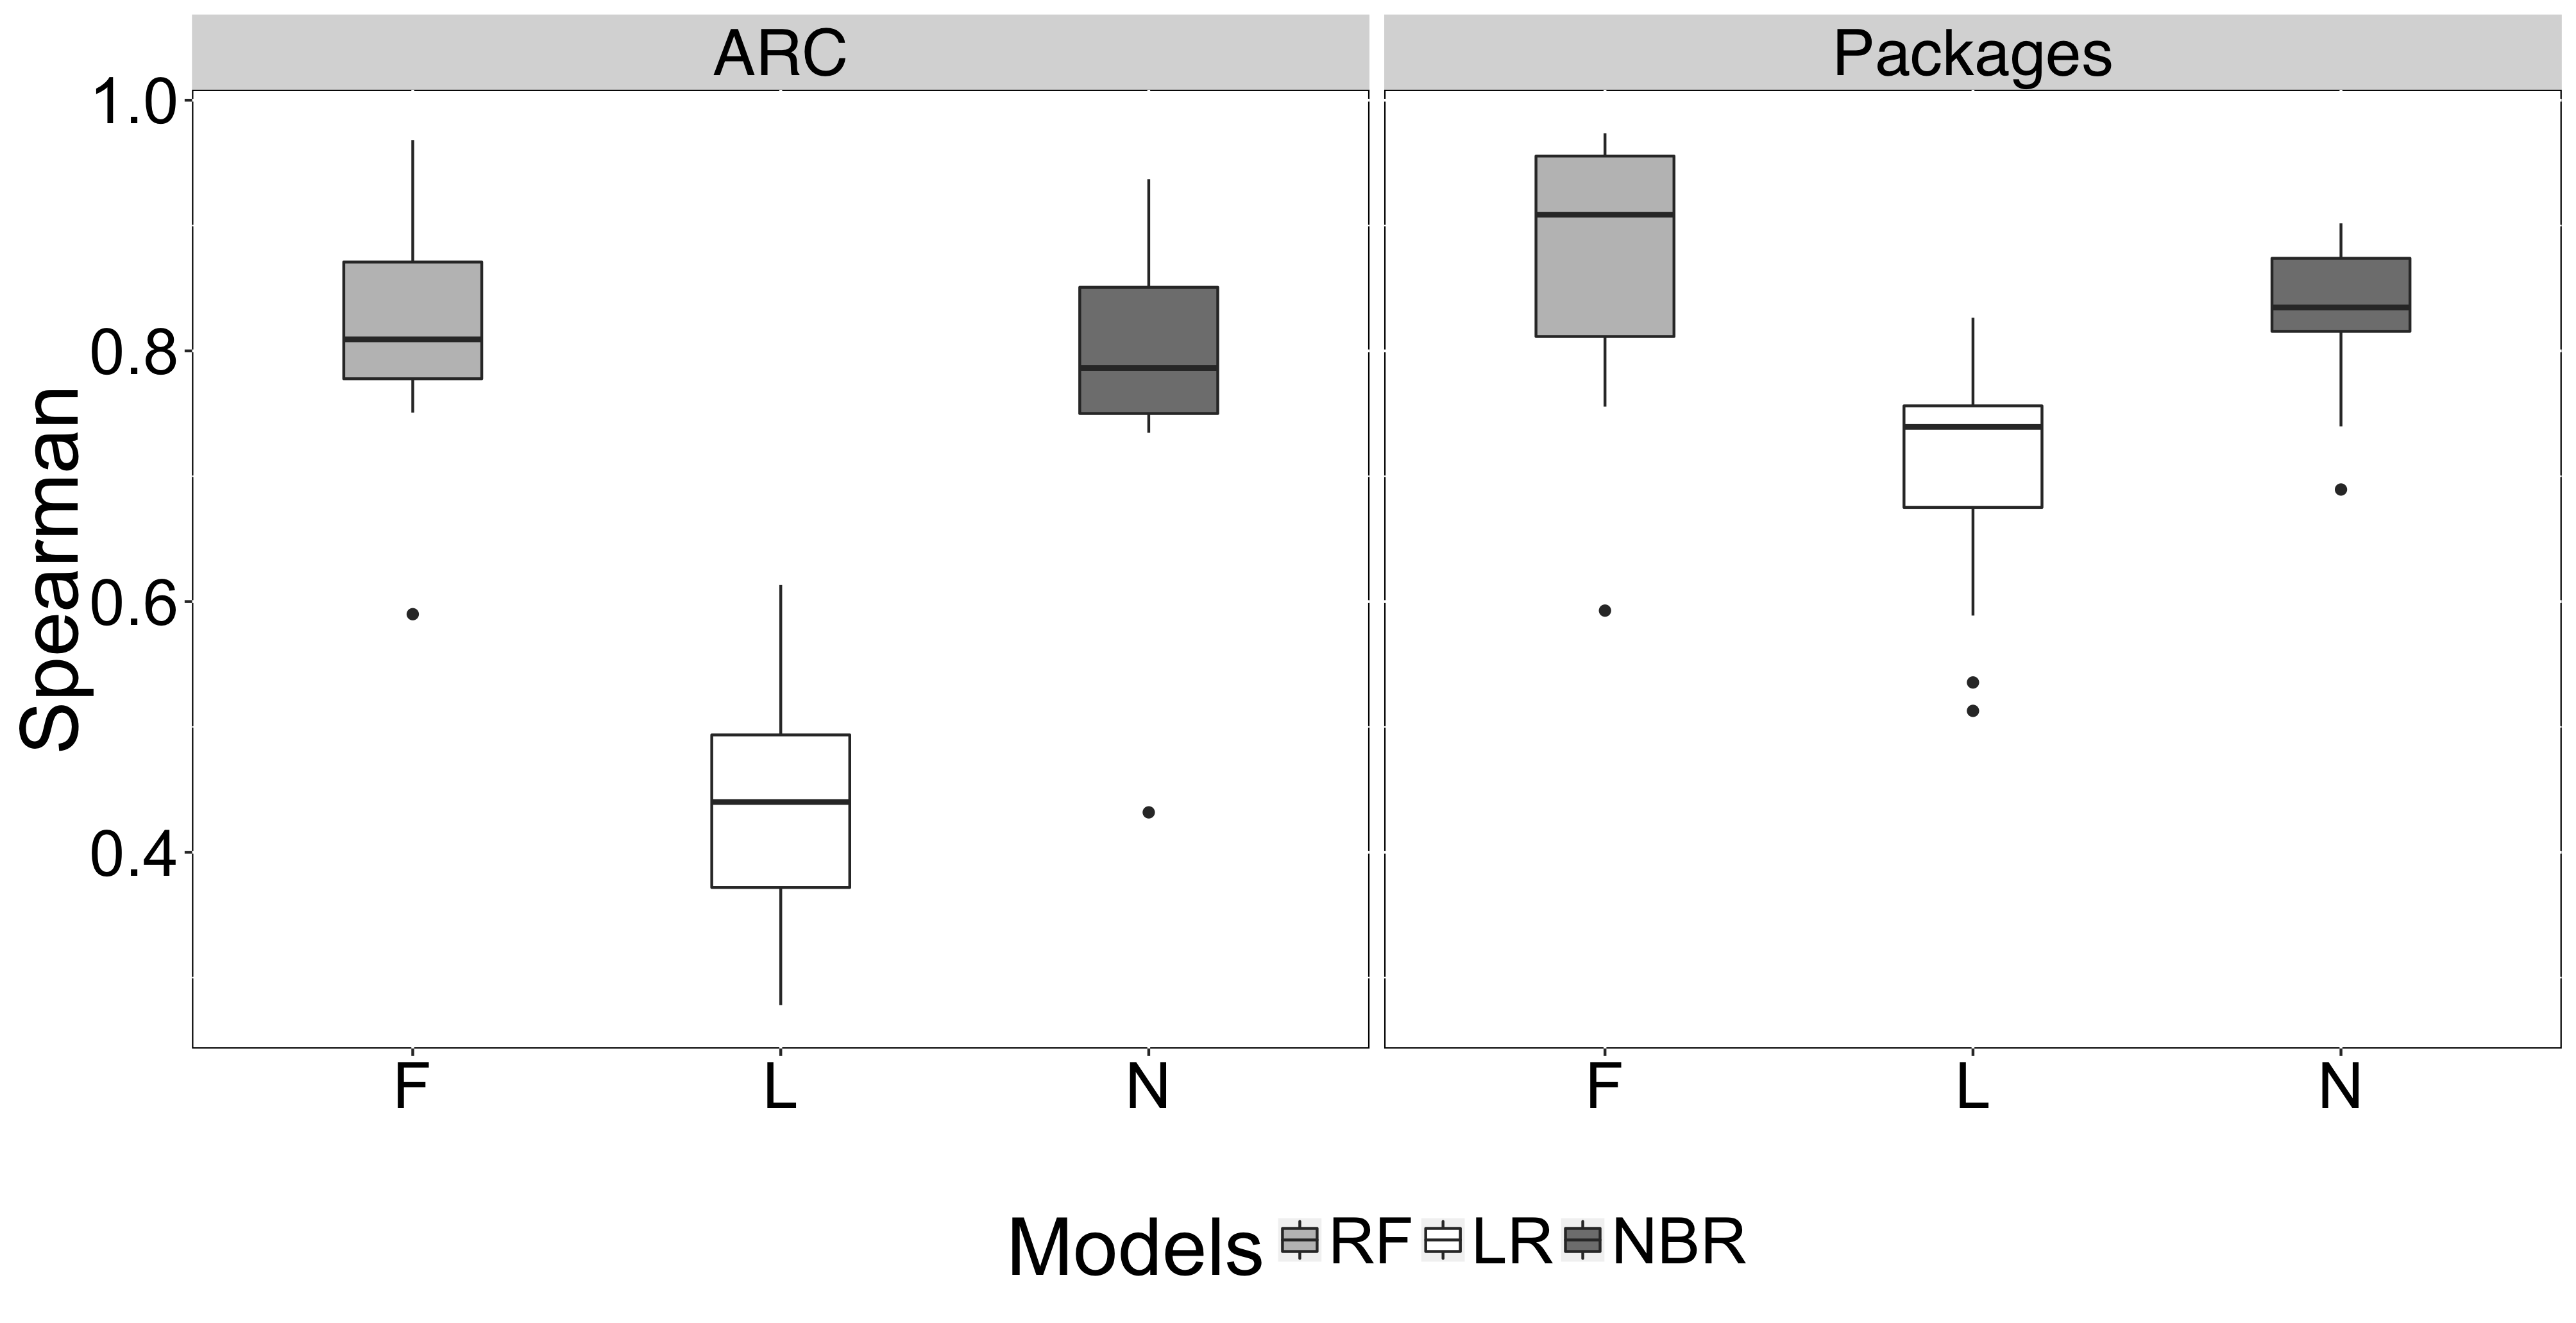 ARC Packages
1.0
0.8
0.6
0.4
Spearman
F L N F L N
Models RF LR NBR